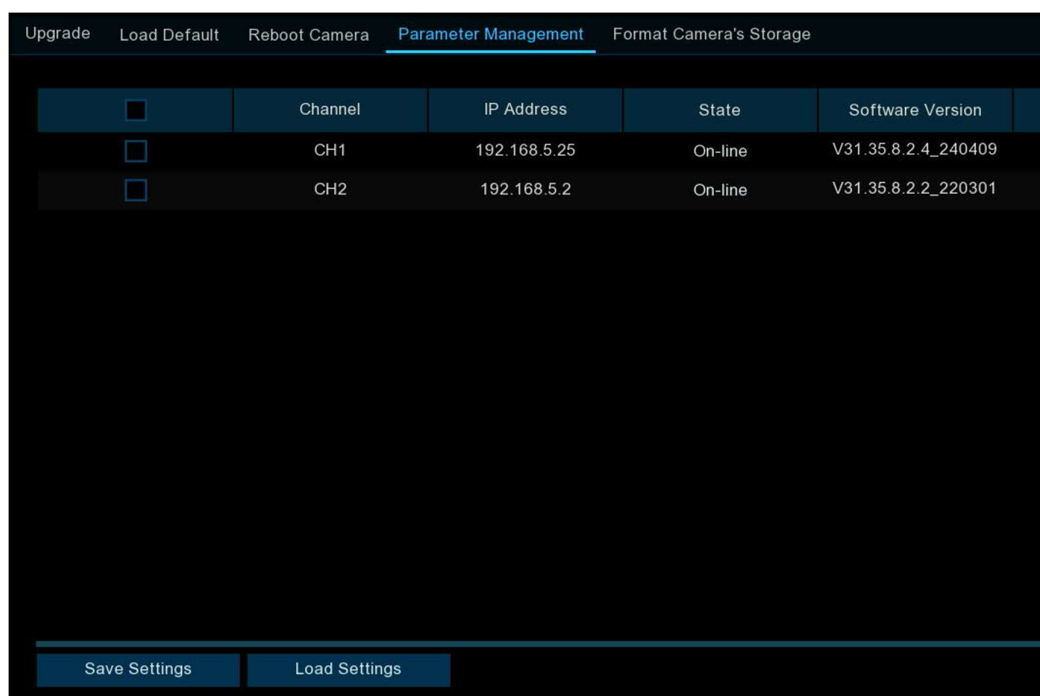 Upgrade Load Default Reboot Camera Parameter Management Format Camera's Storage
Channel IP Address State Software Version
CH1 192.168.5.25 On-line V31.35.8.2.4_240409
CH2 192.168.5.2 On-line V31.35.8.2.2_220301
Save Settings Load Settings